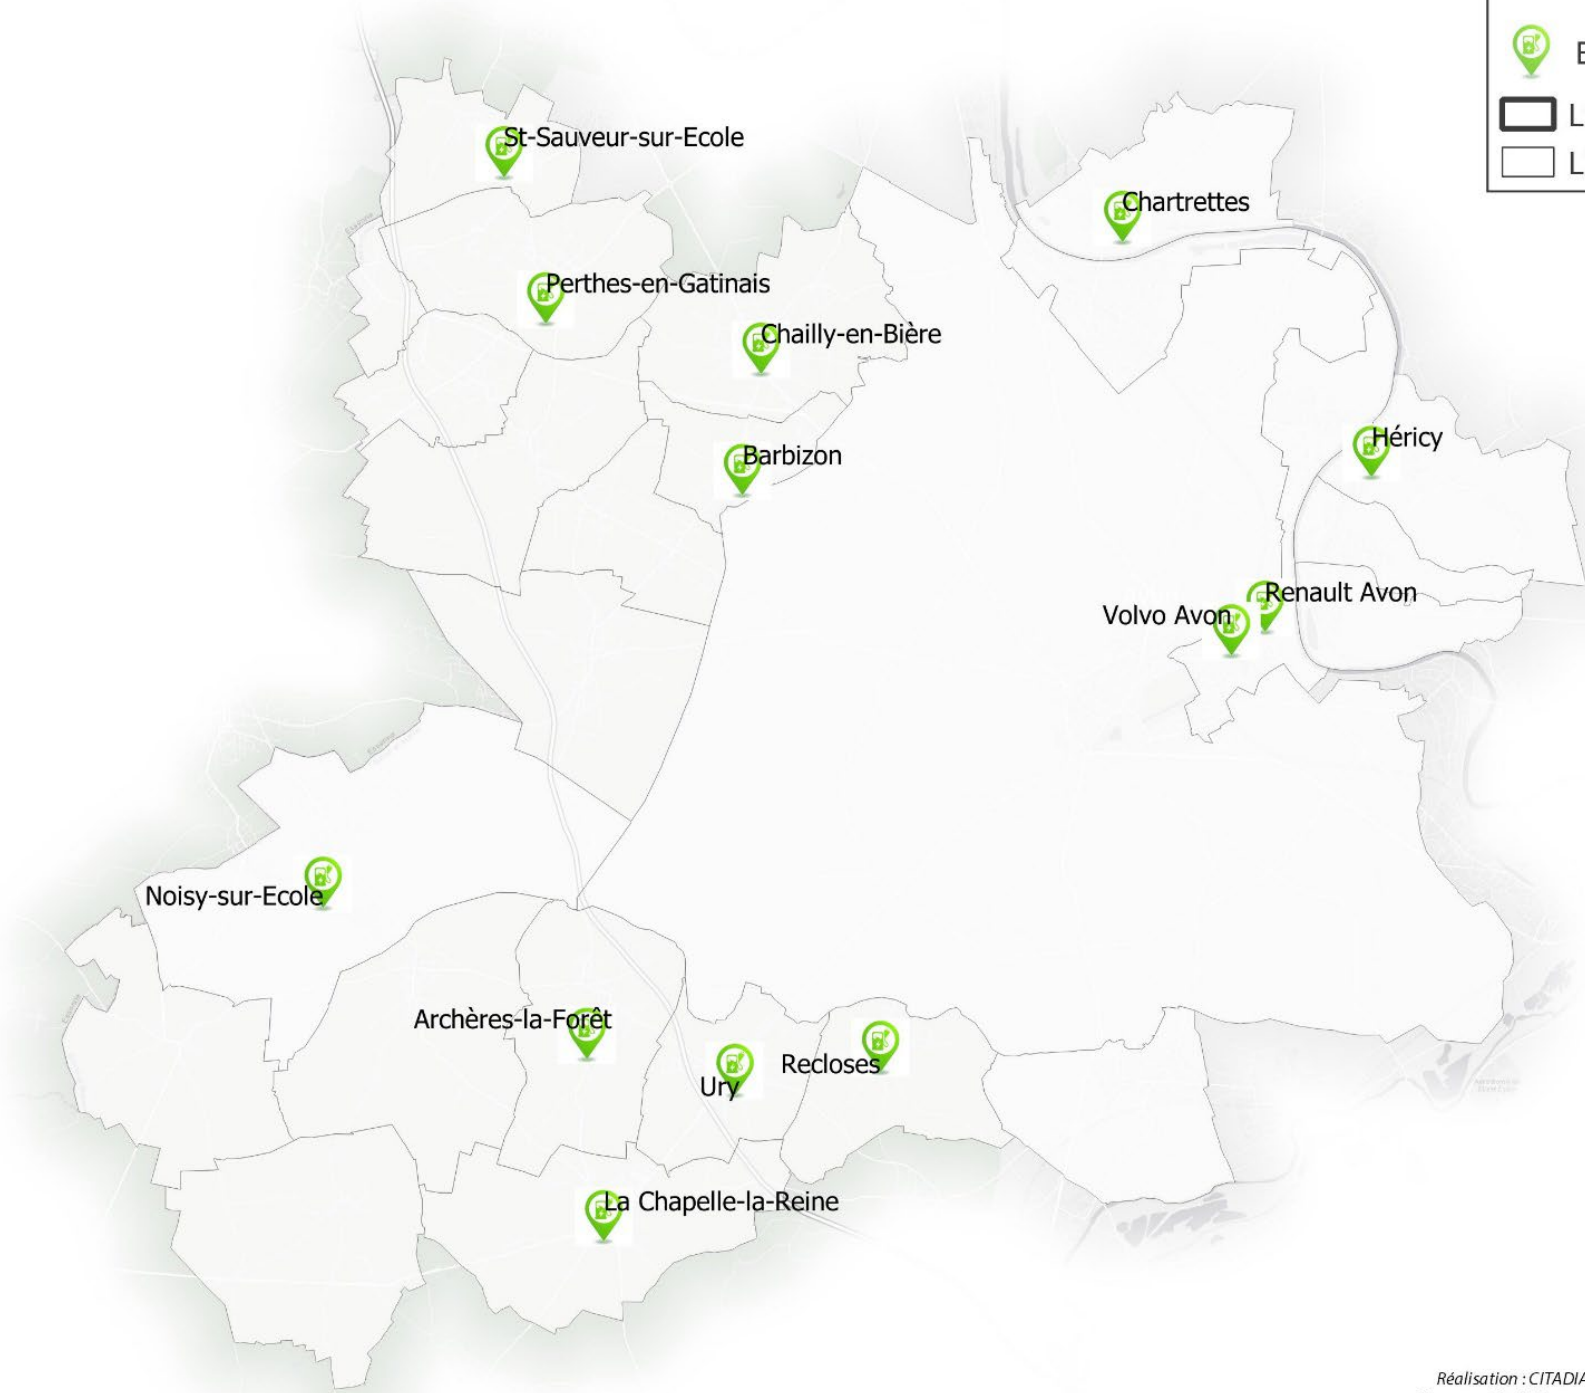 E
L
L
St-Sauveur-sur-Ecole
Chartrettes
Perthes-en-Gatinais
Chailly-en-Bière
Héricy
Barbizon
Renault Avon
Volvo Avon
Noisy-sur-Ecole
Archères-la-Forêt
Recloses
Ury
La Chapelle-la-Reine
Réalisation : CITADIA